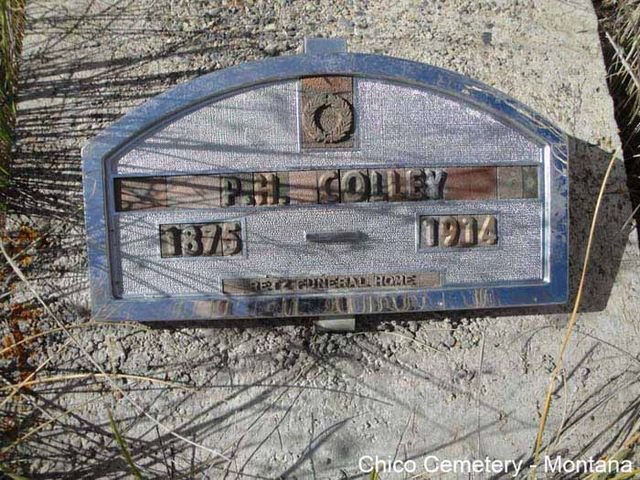 P.H. COLLEY
1875 1914
RETZ FUNERAL HOME
Chico Cemetery - Montana